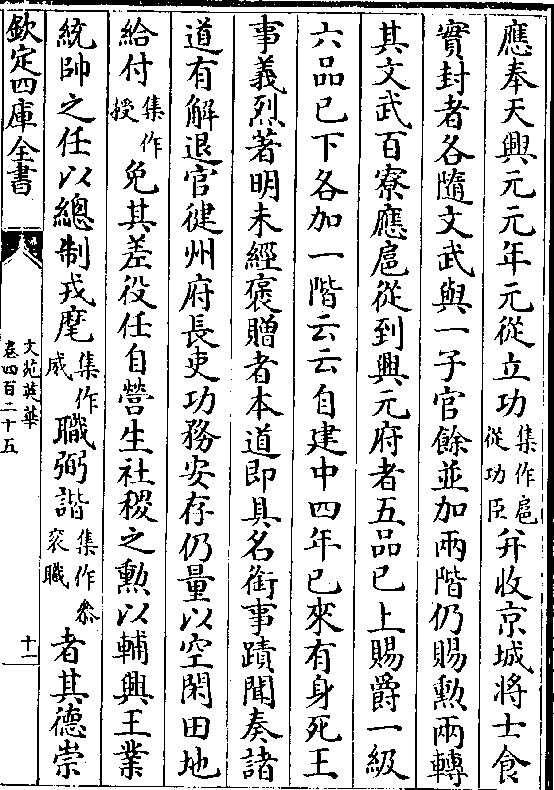 應奉天興元元年元從立功集作扈從功臣并收京城將士食
實封者各隨文武與一子官餘並加兩階仍賜勲兩轉
其文武百寮應扈從到興元府者五品已上賜爵一級
六品已下各加一階云云自建中四年已來有身死王
事義烈著明未經褒贈者本道即具名銜事蹟聞奏諸
道有解退官健州府長吏功務安存仍量以空閑田地
給付集作授免其差役任自營生社稷之勲以輔興王業
統帥之任以總制戎麾集作威職弼諧集作叅衮職者其德崇
欽定四庫全書
文苑英華
卷四百二十五
十一